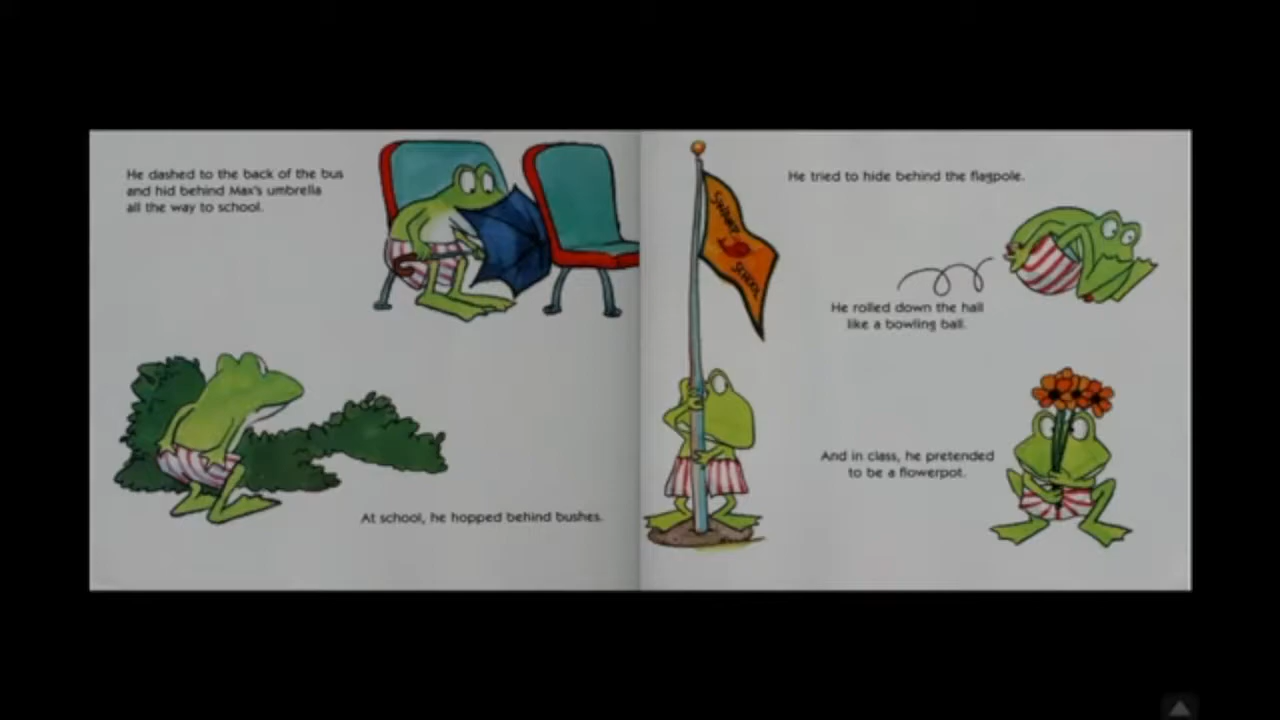 He dashed to the back of the bus
and hid behind Max's umbrella
all the way to school.
At school, he hopped behind bushes.
He tried to hide behind the flagpole.
SWAMP
SCHOOL
He rolled down the hall
like a bowling ball.
And in class, he pretended
to be a flowerpot.